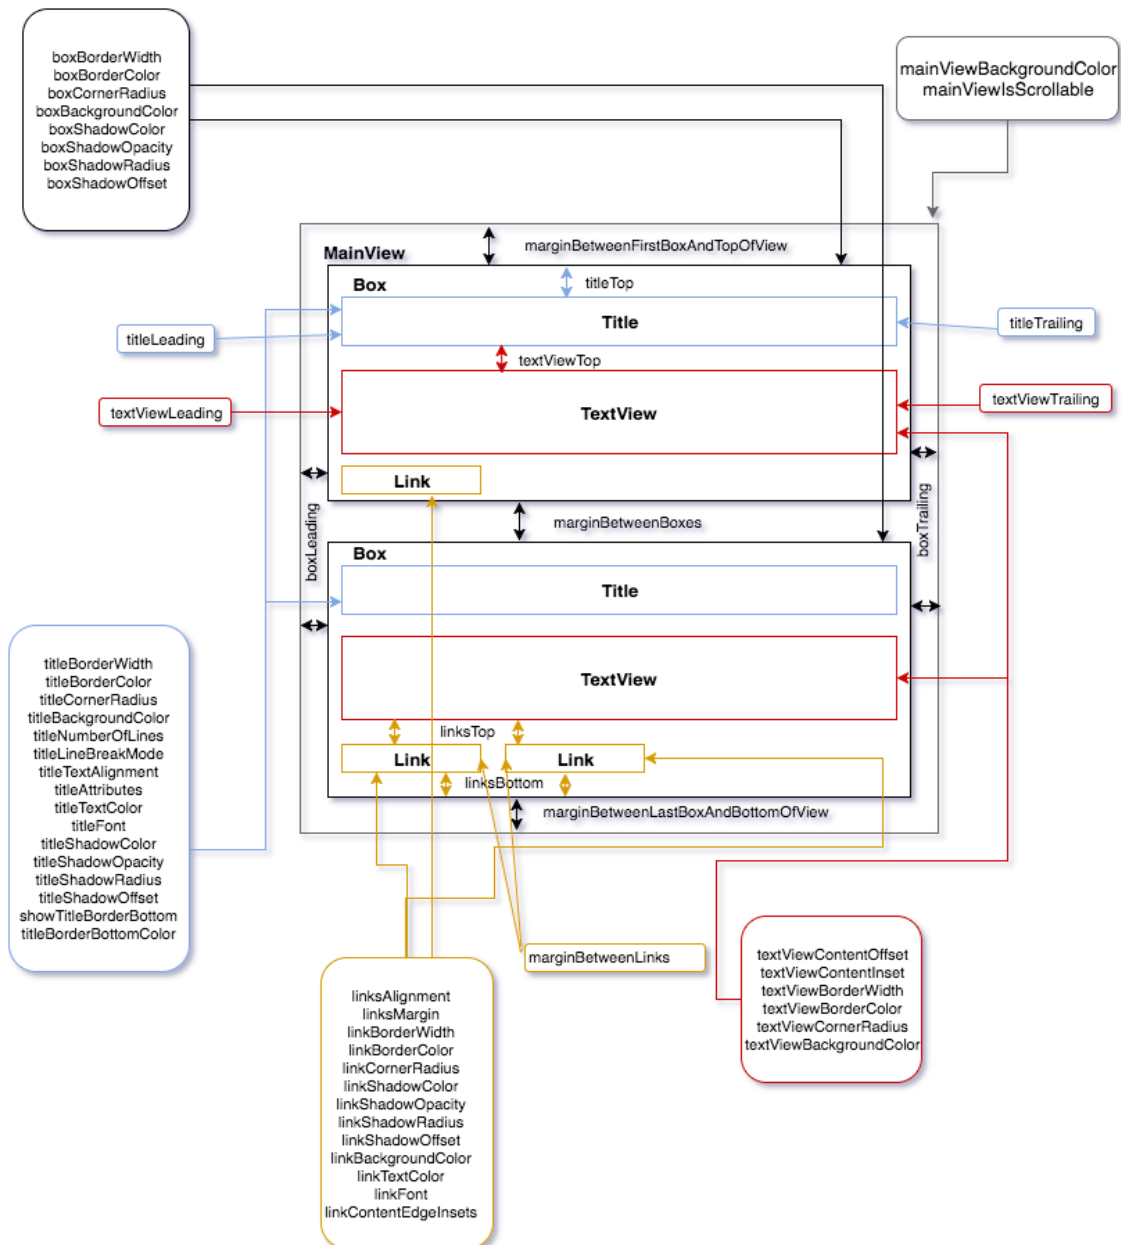 boxBorderWidth
boxBorderColor
boxCornerRadius
boxBackgroundColor
boxShadowColor
boxShadowOpacity
boxShadowRadius
boxShadowOffset
mainViewBackgroundColor
mainViewIsScrollable
marginBetweenFirstBoxAndTopOfView
MainView
Box
titleTop
Title
titleLeading
titleTrailing
textViewTop
textViewLeading
TextView
textViewTrailing
Link
boxLeading
marginBetweenBoxes
boxTrailing
Box
Title
TextView
linksTop
Link
Link
linksBottom
marginBetweenLastBoxAndBottomOfView
titleBorderWidth
titleBorderColor
titleCornerRadius
titleBackgroundColor
titleNumberOfLines
titleLineBreakMode
titleTextAlignment
titleAttributes
titleTextColor
titleFont
titleShadowColor
titleShadowOpacity
titleShadowRadius
titleShadowOffset
showTitleBorderBottom
titleBorderBottomColor
marginBetweenLinks
textViewContentOffset
textViewContentInset
textViewBorderWidth
textViewBorderColor
textViewCornerRadius
textViewBackgroundColor
linksAlignment
linksMargin
linkBorderWidth
linkBorderColor
linkCornerRadius
linkShadowColor
linkShadowOpacity
linkShadowRadius
linkShadowOffset
linkBackgroundColor
linkTextColor
linkFont
linkContentEdgeInsets